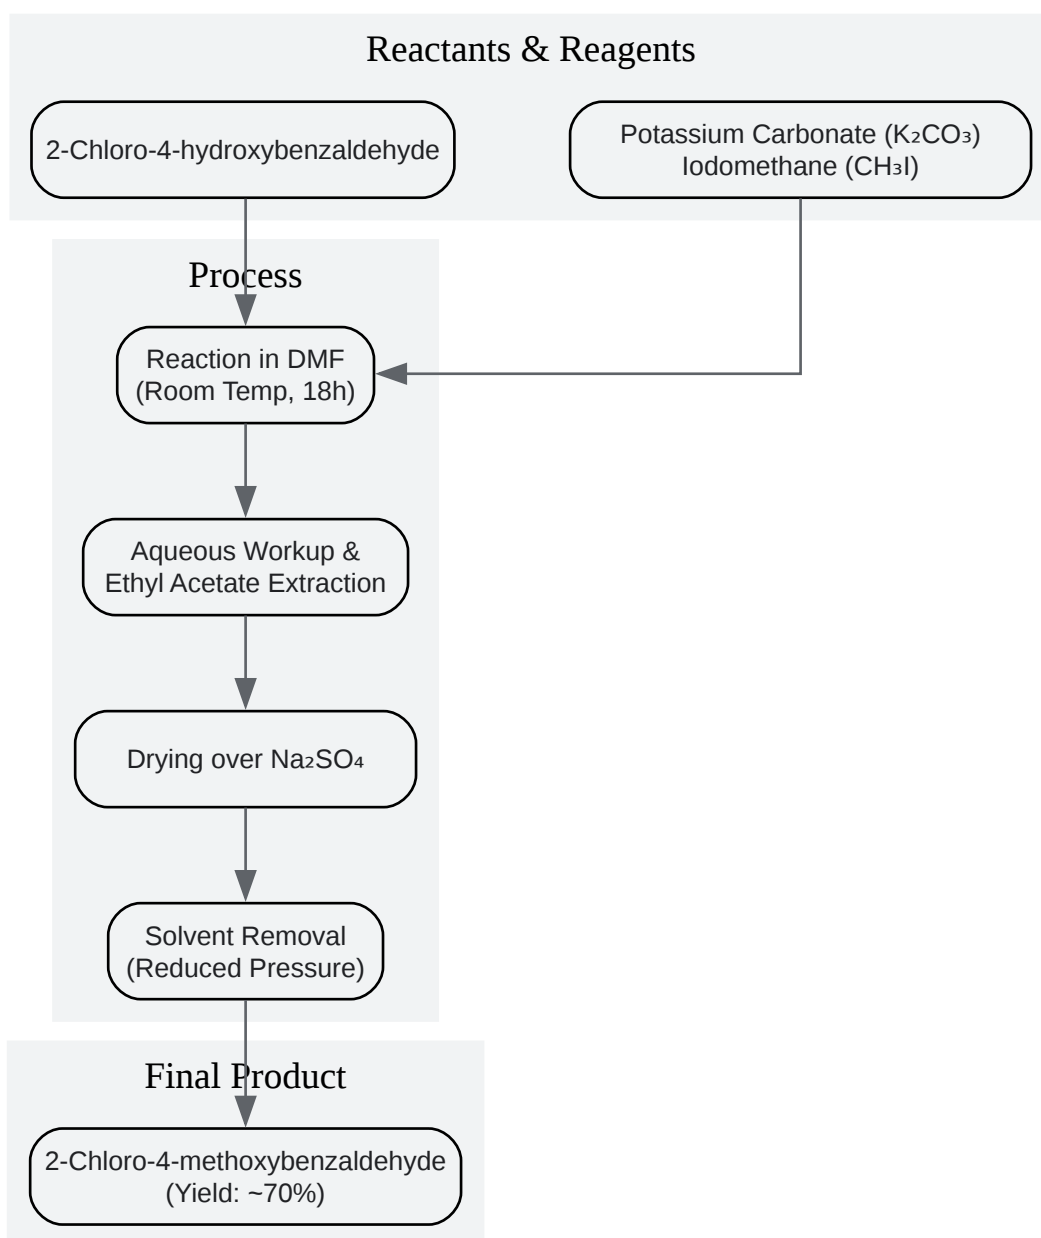 Reactants & Reagents
2-Chloro-4-hydroxybenzaldehyde
Potassium Carbonate (K₂CO₃)
Iodomethane (CH₃I)
Process
Reaction in DMF
(Room Temp, 18h)
Aqueous Workup &
Ethyl Acetate Extraction
Drying over Na₂SO₄
Solvent Removal
(Reduced Pressure)
Final Product
2-Chloro-4-methoxybenzaldehyde
(Yield: ~70%)